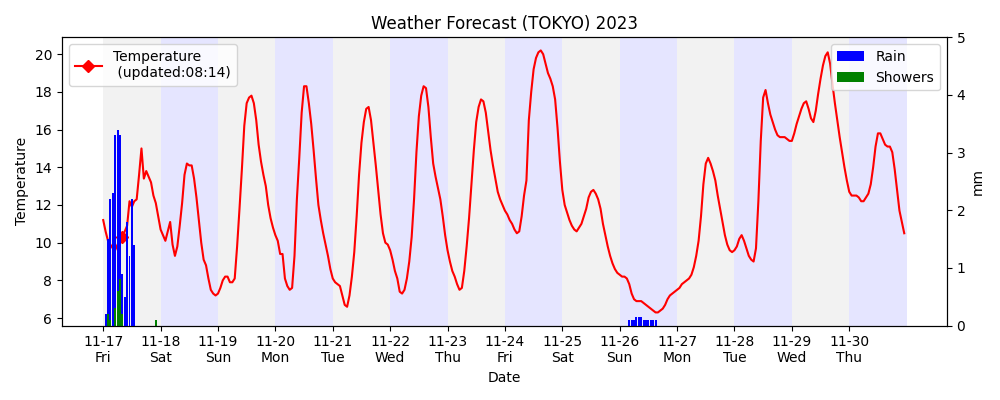 Weather Forecast (TOKYO) 2023
Temperature
(updated:08:14)
Rain
Showers
Temperature
20
18
16
14
12
10
8
6
5
4
3
2
1
0
mm
11-17 11-18 11-19 11-20 11-21 11-22 11-23 11-24 11-25 11-26 11-27 11-28 11-29 11-30
Fri Sat Sun Mon Tue Wed Thu Fri Sat Sun Mon Tue Wed Thu
Date